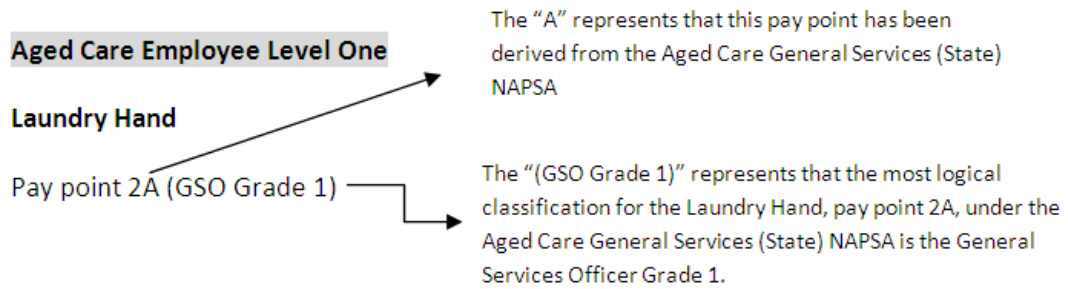 Aged Care Employee Level One
Laundry Hand
Pay point 2A (GSO Grade 1)
The “A” represents that this pay point has been
derived from the Aged Care General Services (State)
NAPSA
The “(GSO Grade 1)” represents that the most logical
classification for the Laundry Hand, pay point 2A, under the
Aged Care General Services (State) NAPSA is the General
Services Officer Grade 1.